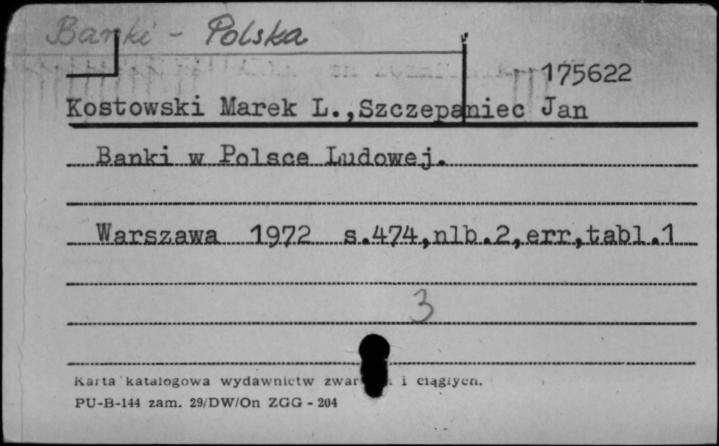 Banki - Polska
175622
Kostowski Marek L.,Szczepaniec Jan
Banki w Polsce Ludowej.
Warszawa 1972 s.474,nlb.2,err,tabl.1
3
Karta katalogowa wydawnictw i ciągłych.
PU-B-144 zam. 29/DW/On ZGG - 204